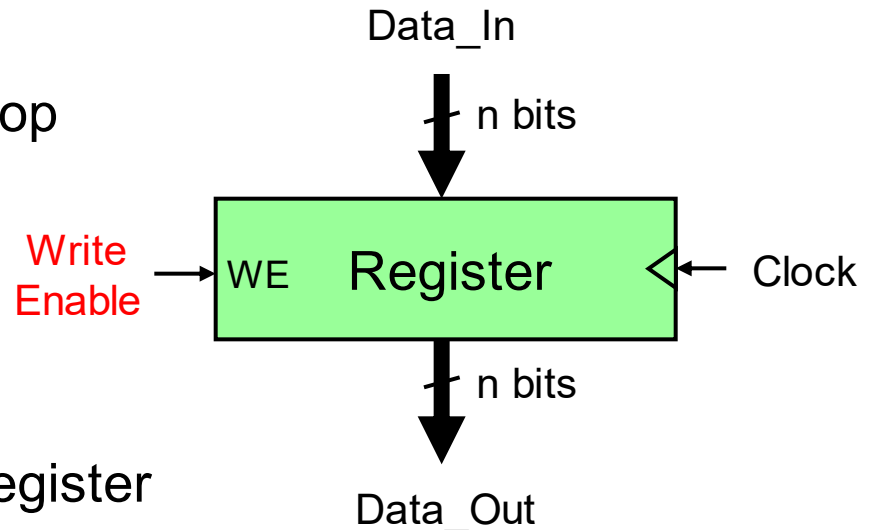 Data_In
op
n bits
Write
Enable
WE
Register
Clock
n bits
egister
Data_Out